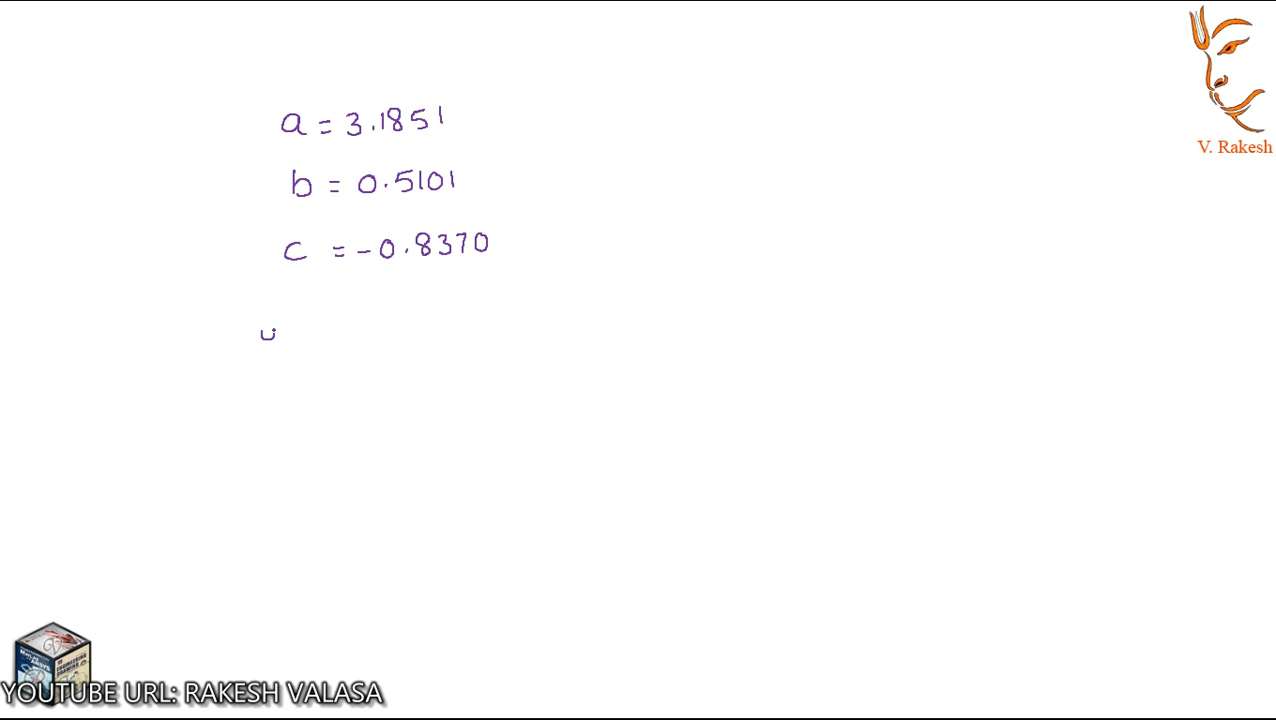 V. Rakesh
a = 3.1851
b = 0.5101
c = -0.8370
YOUTUBE URL: RAKESH VALASA